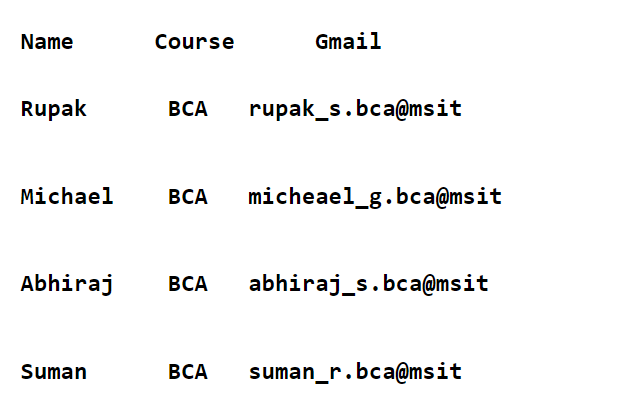 Name Course Gmail
Rupak BCA rupak_s.bca@msit
Michael BCA micheael_g.bca@msit
Abhiraj BCA abhiraj_s.bca@msit
Suman BCA suman_r.bca@msit